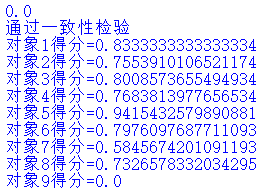 0.0
通过一致性检验
对象1得分=0.8333333333333334
对象2得分=0.7553910106521174
对象3得分=0.8008573655494934
对象4得分=0.7683813977656534
对象5得分=0.9415432579890881
对象6得分=0.7976097687711093
对象7得分=0.5845674201091193
对象8得分=0.7326578332034295
对象9得分=0.0